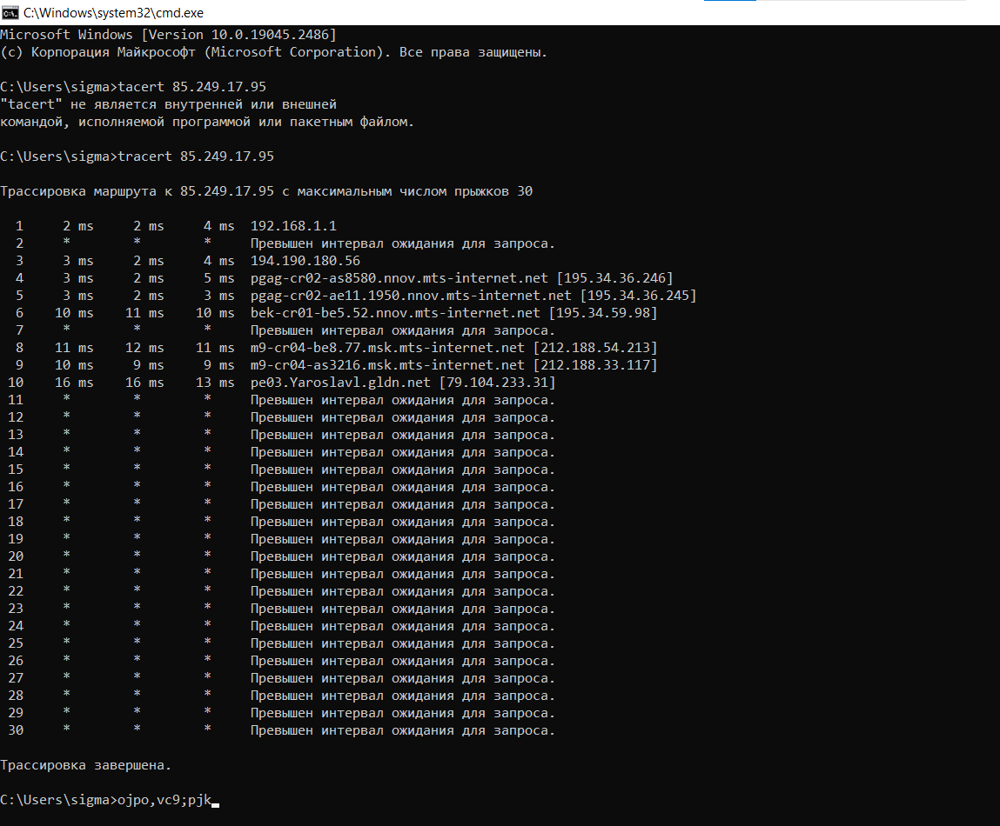 C:\Windows\system32\cmd.exe
Microsoft Windows [Version 10.0.19045.2486]
(c) Корпорация Майкрософт (Microsoft Corporation). Все права защищены.
C:\Users\sigma>tacert 85.249.17.95
"tacert" не является внутренней или внешней
командой, исполняемой программой или пакетным файлом.
C:\Users\sigma>tracert 85.249.17.95
Трассировка маршрута к 85.249.17.95 с максимальным числом прыжков 30
1 2 ms 2 ms 4 ms 192.168.1.1
2 * * * Превышен интервал ожидания для запроса.
3 3 ms 2 ms 4 ms 194.190.180.56
4 3 ms 2 ms 5 ms pgag-cr02-as8580.nnov.mts-internet.net [195.34.36.246]
5 3 ms 2 ms 3 ms pgag-cr02-ae11.1950.nnov.mts-internet.net [195.34.36.245]
6 10 ms 11 ms 10 ms bek-cr01-be5.52.nnov.mts-internet.net [195.34.59.98]
7 * * * Превышен интервал ожидания для запроса.
8 11 ms 12 ms 11 ms m9-cr04-be8.77.msk.mts-internet.net [212.188.54.213]
9 10 ms 9 ms 9 ms m9-cr04-as3216.msk.mts-internet.net [212.188.33.117]
10 16 ms 16 ms 13 ms pe03.Yaroslavl.gldn.net [79.104.233.31]
11 * * * Превышен интервал ожидания для запроса.
12 * * * Превышен интервал ожидания для запроса.
13 * * * Превышен интервал ожидания для запроса.
14 * * * Превышен интервал ожидания для запроса.
15 * * * Превышен интервал ожидания для запроса.
16 * * * Превышен интервал ожидания для запроса.
17 * * * Превышен интервал ожидания для запроса.
18 * * * Превышен интервал ожидания для запроса.
19 * * * Превышен интервал ожидания для запроса.
20 * * * Превышен интервал ожидания для запроса.
21 * * * Превышен интервал ожидания для запроса.
22 * * * Превышен интервал ожидания для запроса.
23 * * * Превышен интервал ожидания для запроса.
24 * * * Превышен интервал ожидания для запроса.
25 * * * Превышен интервал ожидания для запроса.
26 * * * Превышен интервал ожидания для запроса.
27 * * * Превышен интервал ожидания для запроса.
28 * * * Превышен интервал ожидания для запроса.
29 * * * Превышен интервал ожидания для запроса.
30 * * * Превышен интервал ожидания для запроса.
Трассировка завершена.
C:\Users\sigma>ojpo,vc9;pjk